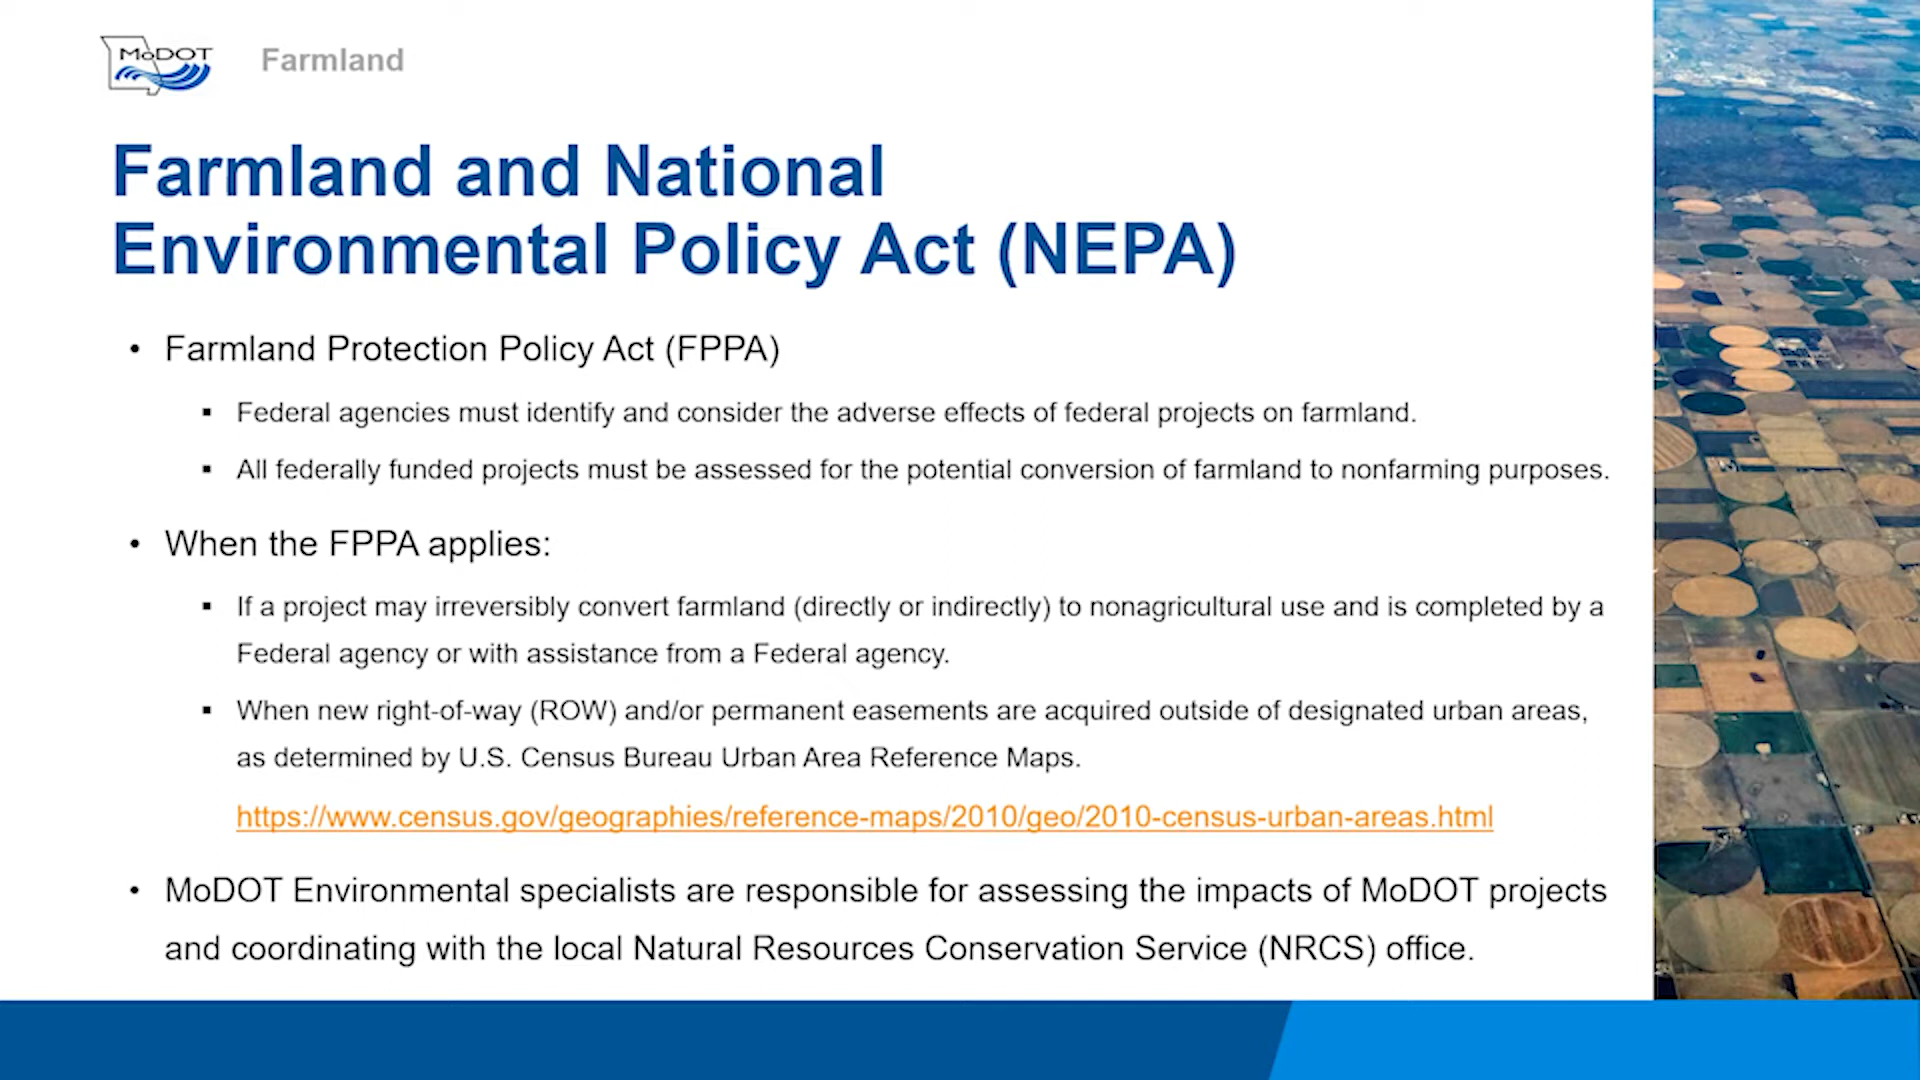 MoDOT
Farmland
Farmland and National
Environmental Policy Act (NEPA)
• Farmland Protection Policy Act (FPPA)
▪ Federal agencies must identify and consider the adverse effects of federal projects on farmland.
▪ All federally funded projects must be assessed for the potential conversion of farmland to nonfarming purposes.
• When the FPPA applies:
▪ If a project may irreversibly convert farmland (directly or indirectly) to nonagricultural use and is completed by a
Federal agency or with assistance from a Federal agency.
▪ When new right-of-way (ROW) and/or permanent easements are acquired outside of designated urban areas,
as determined by U.S. Census Bureau Urban Area Reference Maps.
https://www.census.gov/geographies/reference-maps/2010/geo/2010-census-urban-areas.html
• MoDOT Environmental specialists are responsible for assessing the impacts of MoDOT projects
and coordinating with the local Natural Resources Conservation Service (NRCS) office.